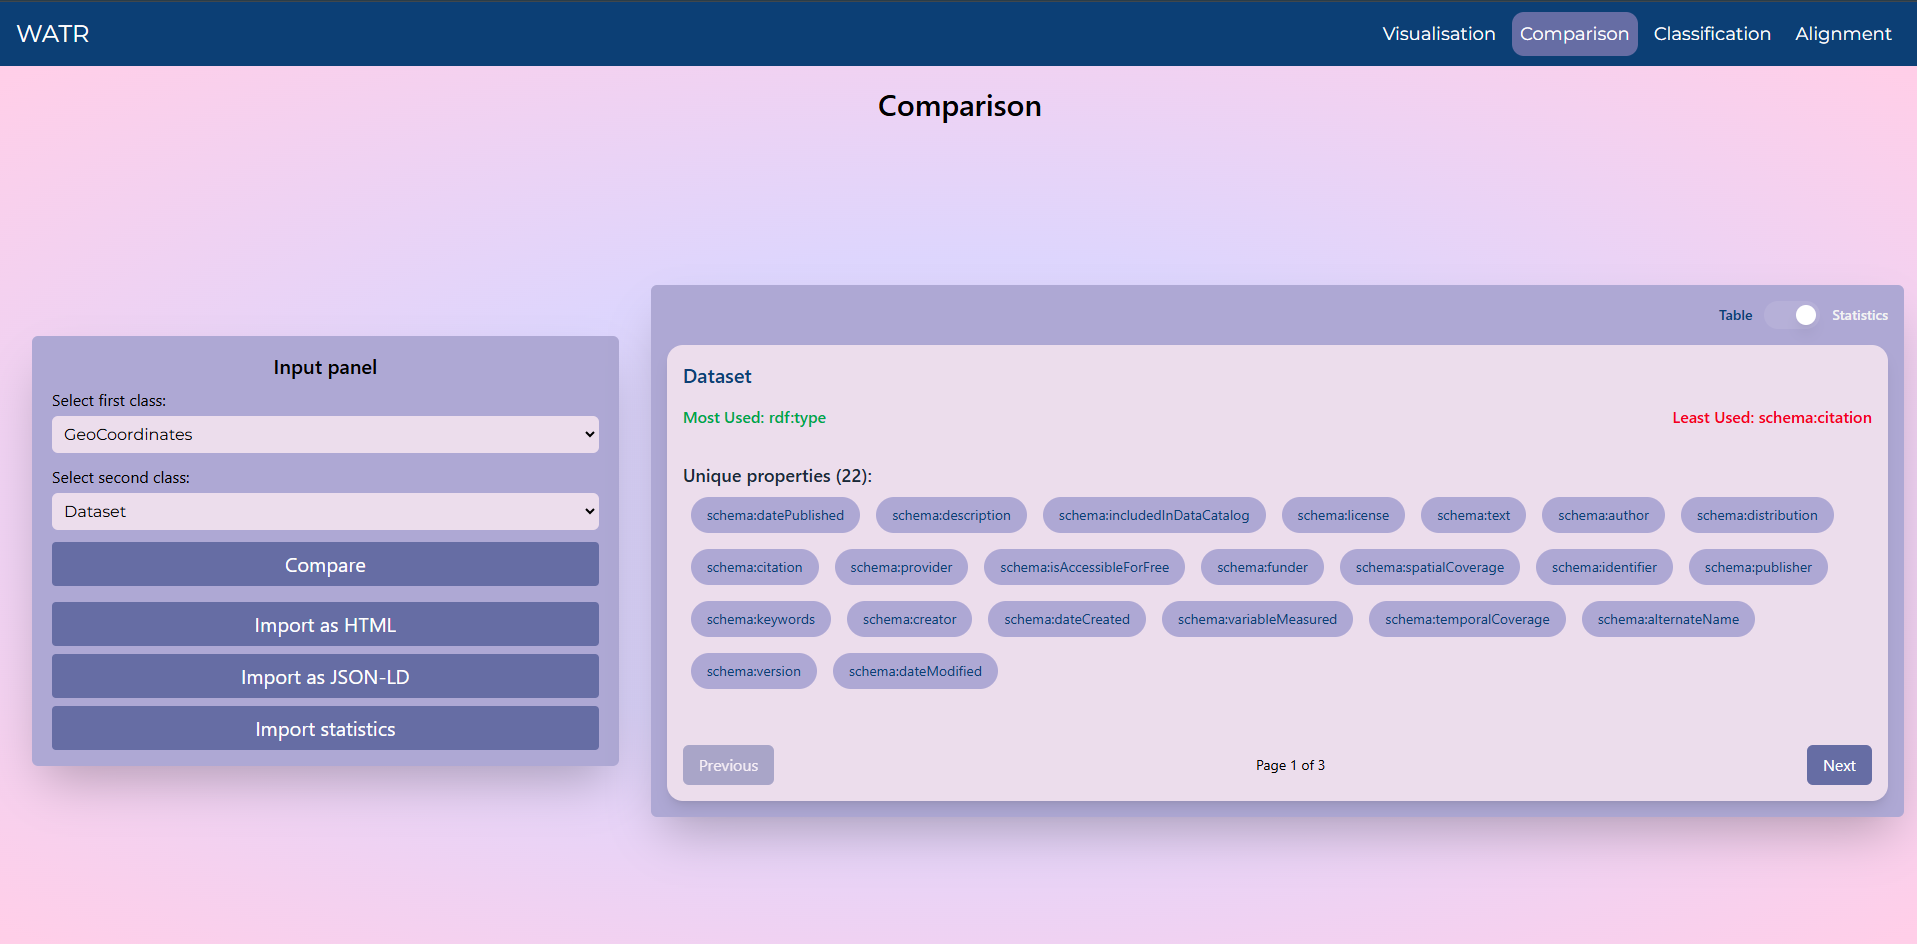 WATR Visualisation Comparison Classification Alignment
Comparison
Input panel
Select first class:
GeoCoordinates
Select second class:
Dataset
Compare
Import as HTML
Import as JSON-LD
Import statistics
Table Statistics
Dataset
Most Used: rdf:type Least Used: schema:citation
Unique properties (22):
schema:datePublished schema:description schema:includedInDataCatalog schema:license schema:text schema:author schema:distribution
schema:citation schema:provider schema:isAccessibleForFree schema:funder schema:spatialCoverage schema:identifier schema:publisher
schema:keywords schema:creator schema:dateCreated schema:variableMeasured schema:temporalCoverage schema:alternateName
schema:version schema:dateModified
Previous Page 1 of 3 Next